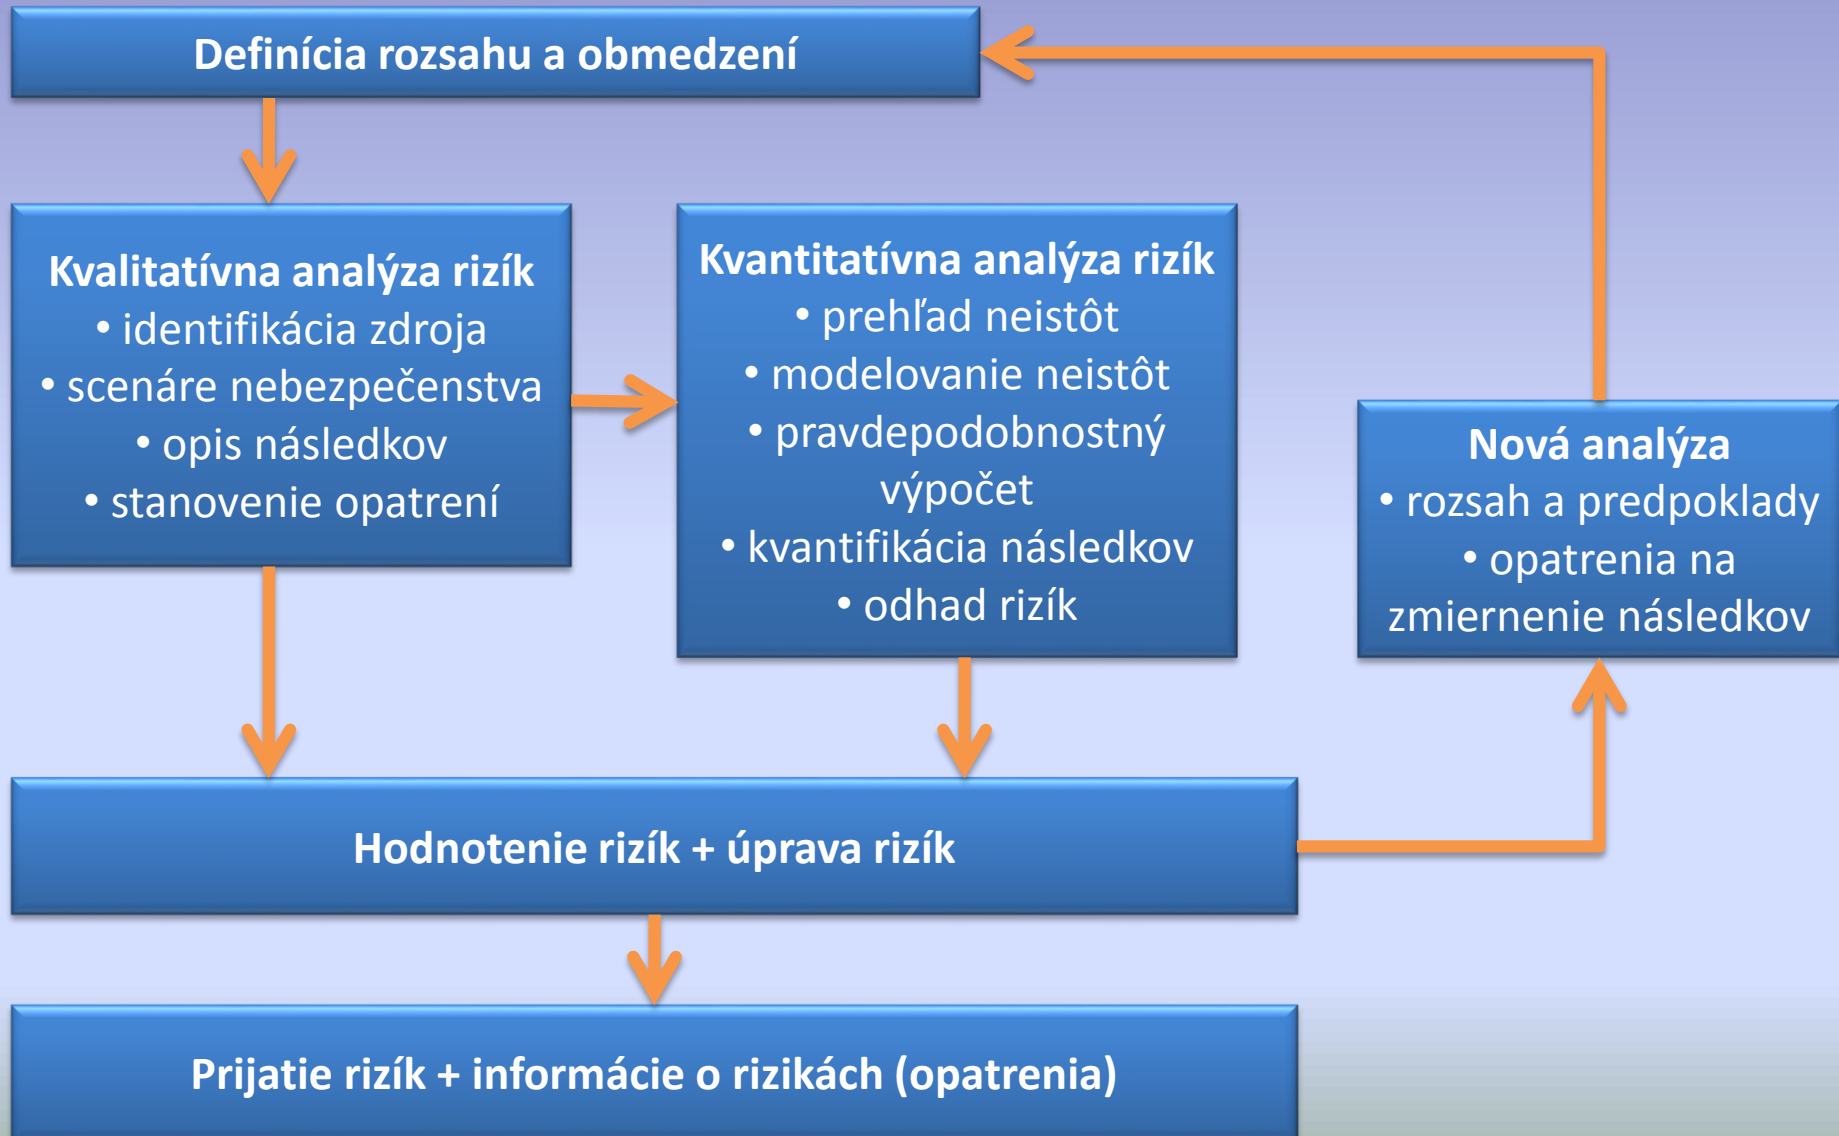 Definícia rozsahu a obmedzení
Kvalitatívna analýza rizík
• identifikácia zdroja
• scenáre nebezpečenstva
• opis následkov
• stanovenie opatrení
Kvantitatívna analýza rizík
• prehľad neistôt
• modelovanie neistôt
• pravdepodobnostný
výpočet
• kvantifikácia následkov
• odhad rizík
Nová analýza
• rozsah a predpoklady
• opatrenia na
zmiernenie následkov
Hodnotenie rizík + úprava rizík
Prijatie rizík + informácie o rizikách (opatrenia)